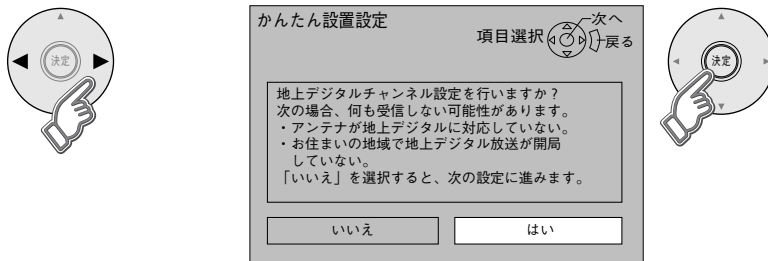 決定
かんたん設置設定
項目選択
次へ
戻る
決定
地上デジタルチャンネル設定を行いますか？
次の場合、何も受信しない可能性があります。
・アンテナが地上デジタルに対応していない。
・お住まいの地域で地上デジタル放送が開局
していない。
「いいえ」を選択すると、次の設定に進みます。
いいえ
はい